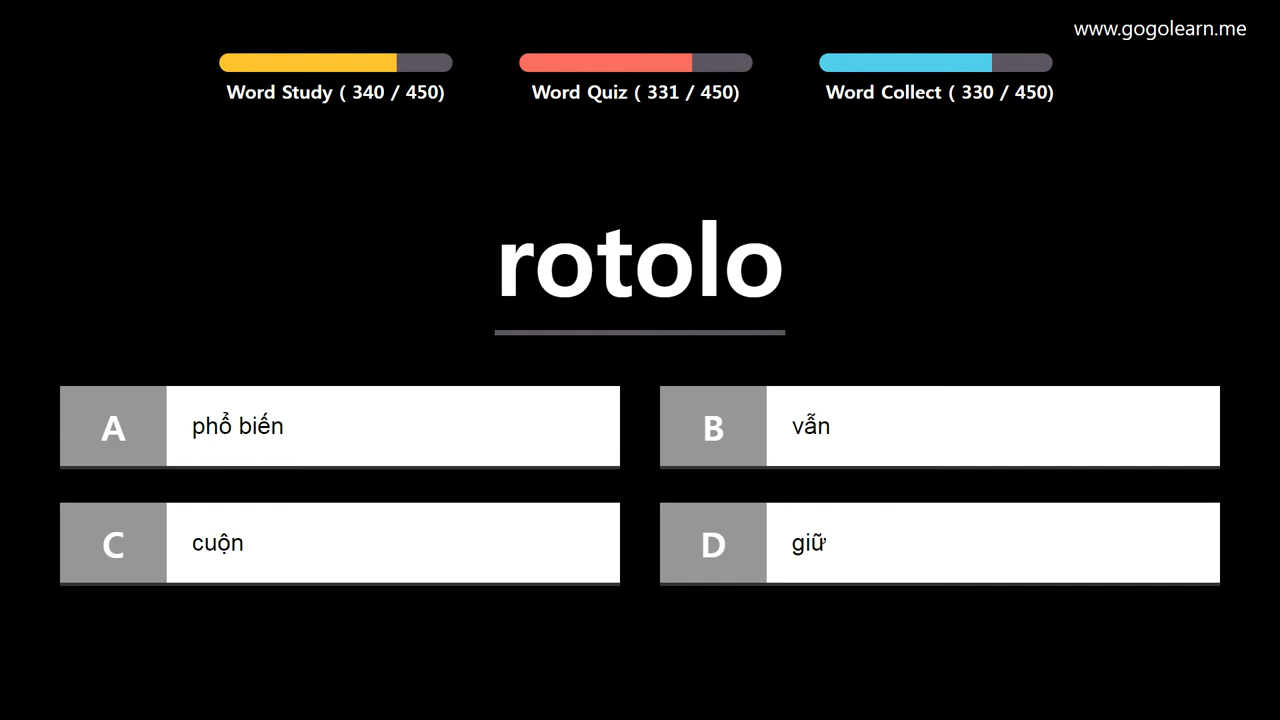 www.gogolearn.me
Word Study ( 340 / 450)
Word Quiz ( 331 / 450)
Word Collect ( 330 / 450)
rotolo
A phổ biến
B vẫn
C cuộn
D giữ